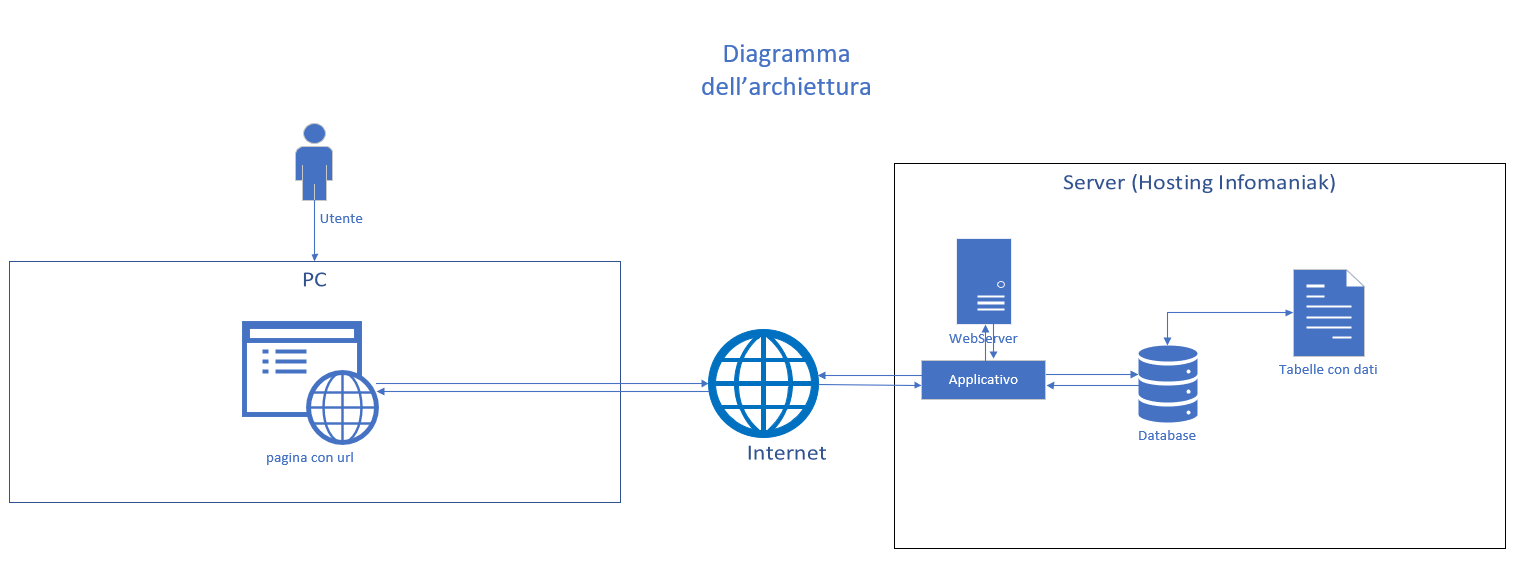 Diagramma
dell’archiettura
Utente
PC
pagina con url
Internet
Server (Hosting Infomaniak)
WebServer
Applicativo
Database
Tabelle con dati